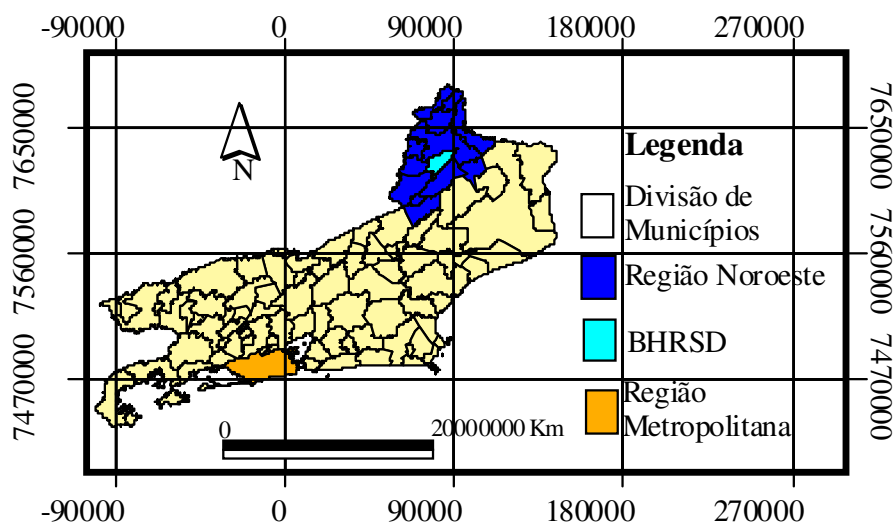 -90000 0 90000 180000 270000
7650000 7650000
7560000 7560000
7470000 7470000
N
Legenda
Divisão de
Municípios
Região Noroeste
BHRSD
Região
Metropolitana
0 20000000 Km
-90000 0 90000 180000 270000